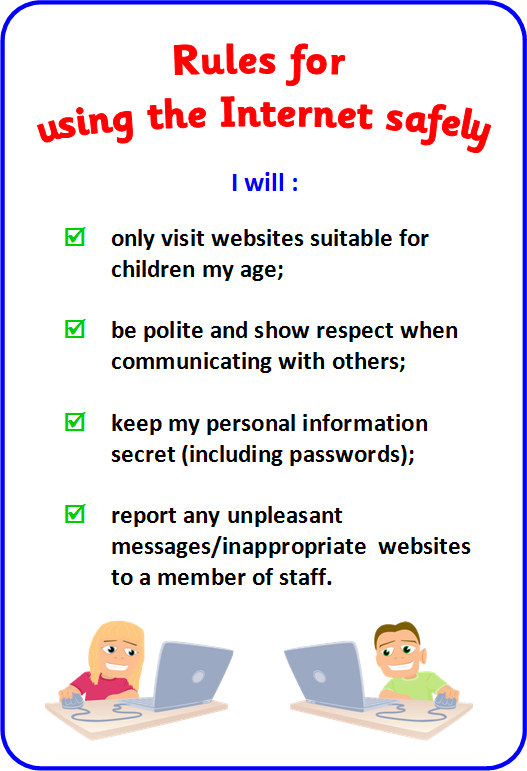 Rules for
using the Internet safely
I will :
only visit websites suitable for
children my age;
be polite and show respect when
communicating with others;
keep my personal information
secret (including passwords);
report any unpleasant
messages/inappropriate  websites
to a member of staff.